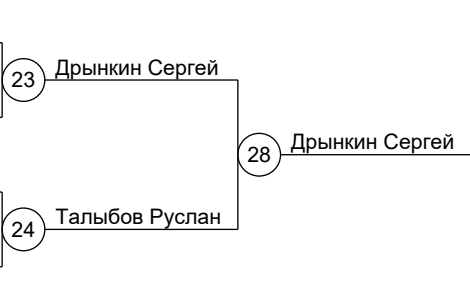 23
Дрынкин Сергей
28
Дрынкин Сергей
24
Талыбов Руслан